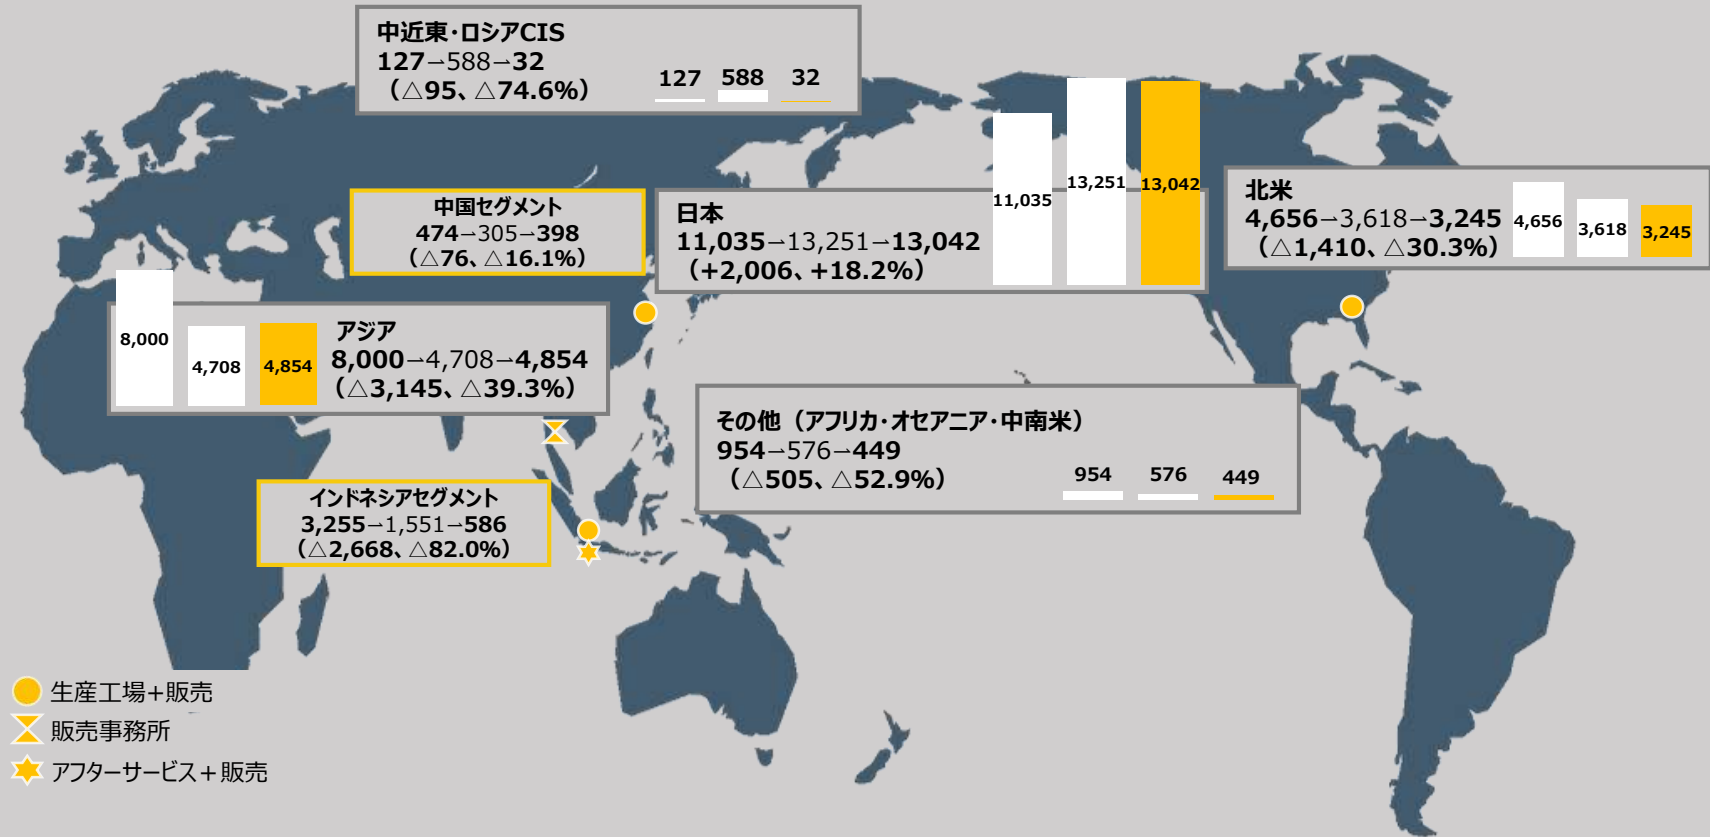 中近東・ロシアCIS
127→588→32
（△95、△74.6%）
127 588 32
中国セグメント
474→305→398
（△76、△16.1%）
日本
11,035→13,251→13,042
（+2,006、+18.2%）
11,035 13,251 13,042
北米
4,656→3,618→3,245
（△1,410、△30.3%）
4,656 3,618 3,245
8,000 4,708 4,854
アジア
8,000→4,708→4,854
（△3,145、△39.3%）
その他（アフリカ・オセアニア・中南米）
954→576→449
（△505、△52.9%）
954 576 449
インドネシアセグメント
3,255→1,551→586
（△2,668、△82.0%）
生産工場+販売
販売事務所
アフターサービス＋販売